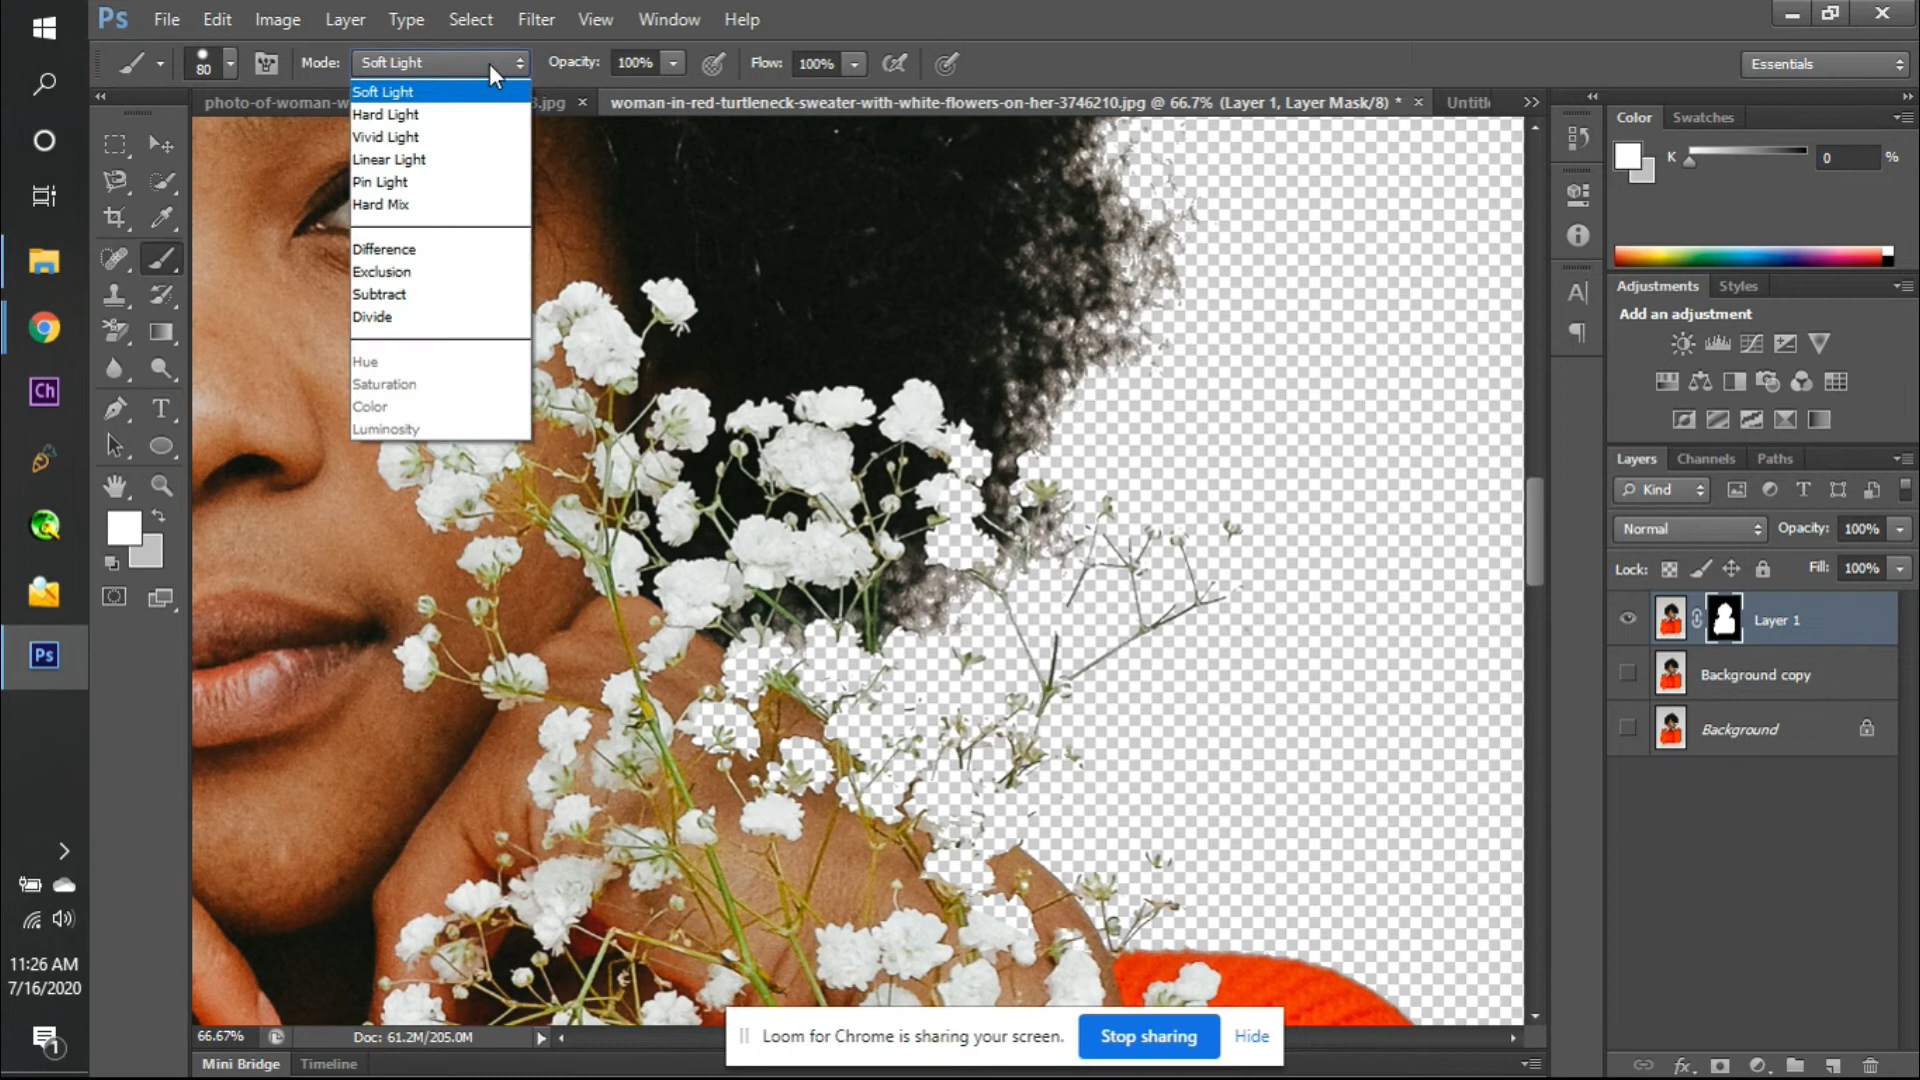 Ps File Edit Image Layer Type Select Filter View Window Help
80 Mode: Soft Light Opacity: 100% Flow: 100% Essentials
photo-of-woman-w
3.jpg
woman-in-red-turtleneck-sweater-with-white-flowers-on-her-3746210.jpg @ 66.7% (Layer 1, Layer Mask/8) *
Untitl
Soft Light
Hard Light
Vivid Light
Linear Light
Pin Light
Hard Mix
Difference
Exclusion
Subtract
Divide
Hue
Saturation
Color
Luminosity
Color Swatches
K 0 %
Adjustments Styles
Add an adjustment
Layers Channels Paths
Kind
Normal Opacity: 100%
Lock: Fill: 100%
Layer 1
Background copy
Background
Ch
Ps
11:26 AM
7/16/2020
1
66.67% Doc: 61.2M/205.0M
Loom for Chrome is sharing your screen. Stop sharing Hide
Mini Bridge Timeline